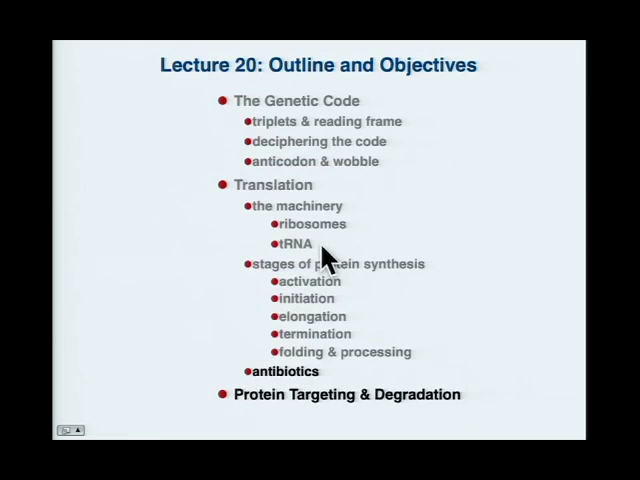 Lecture 20: Outline and Objectives
The Genetic Code
triplets & reading frame
deciphering the code
anticodon & wobble
Translation
the machinery
ribosomes
tRNA
stages of protein synthesis
activation
initiation
elongation
termination
folding & processing
antibiotics
Protein Targeting & Degradation